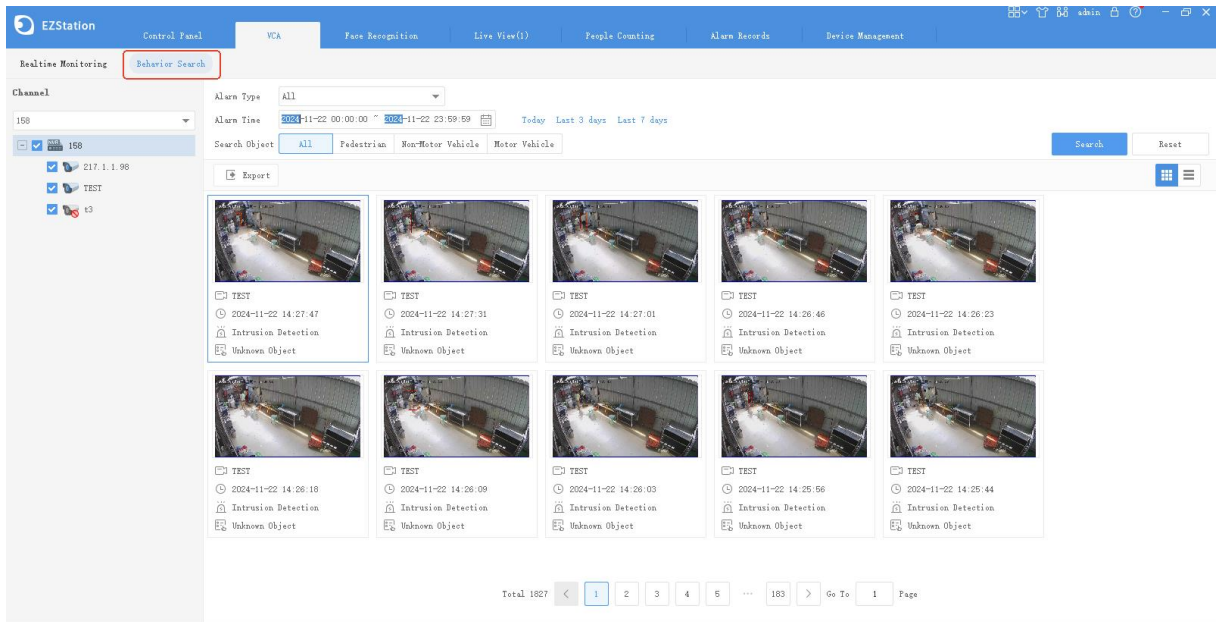 EZStation
admin
Control Panel VCA Face Recognition Live View(1) People Counting Alarm Records Device Management
Realtime Monitoring Behavior Search
Channel
158
158
217.1.1.98
TEST
t3
Alarm Type All
Alarm Time 2024-11-22 00:00:00 ~ 2024-11-22 23:59:59 Today Last 3 days Last 7 days
Search Object All Pedestrian Non-Motor Vehicle Motor Vehicle Search Reset
Export
TEST TEST TEST TEST TEST
2024-11-22 14:27:47 2024-11-22 14:27:31 2024-11-22 14:27:01 2024-11-22 14:26:46 2024-11-22 14:26:23
Intrusion Detection Intrusion Detection Intrusion Detection Intrusion Detection Intrusion Detection
Unknown Object Unknown Object Unknown Object Unknown Object Unknown Object
TEST TEST TEST TEST TEST
2024-11-22 14:26:18 2024-11-22 14:26:09 2024-11-22 14:26:03 2024-11-22 14:25:56 2024-11-22 14:25:44
Intrusion Detection Intrusion Detection Intrusion Detection Intrusion Detection Intrusion Detection
Unknown Object Unknown Object Unknown Object Unknown Object Unknown Object
Total 1827 < 1 2 3 4 5 ··· 183 > Go To 1 Page